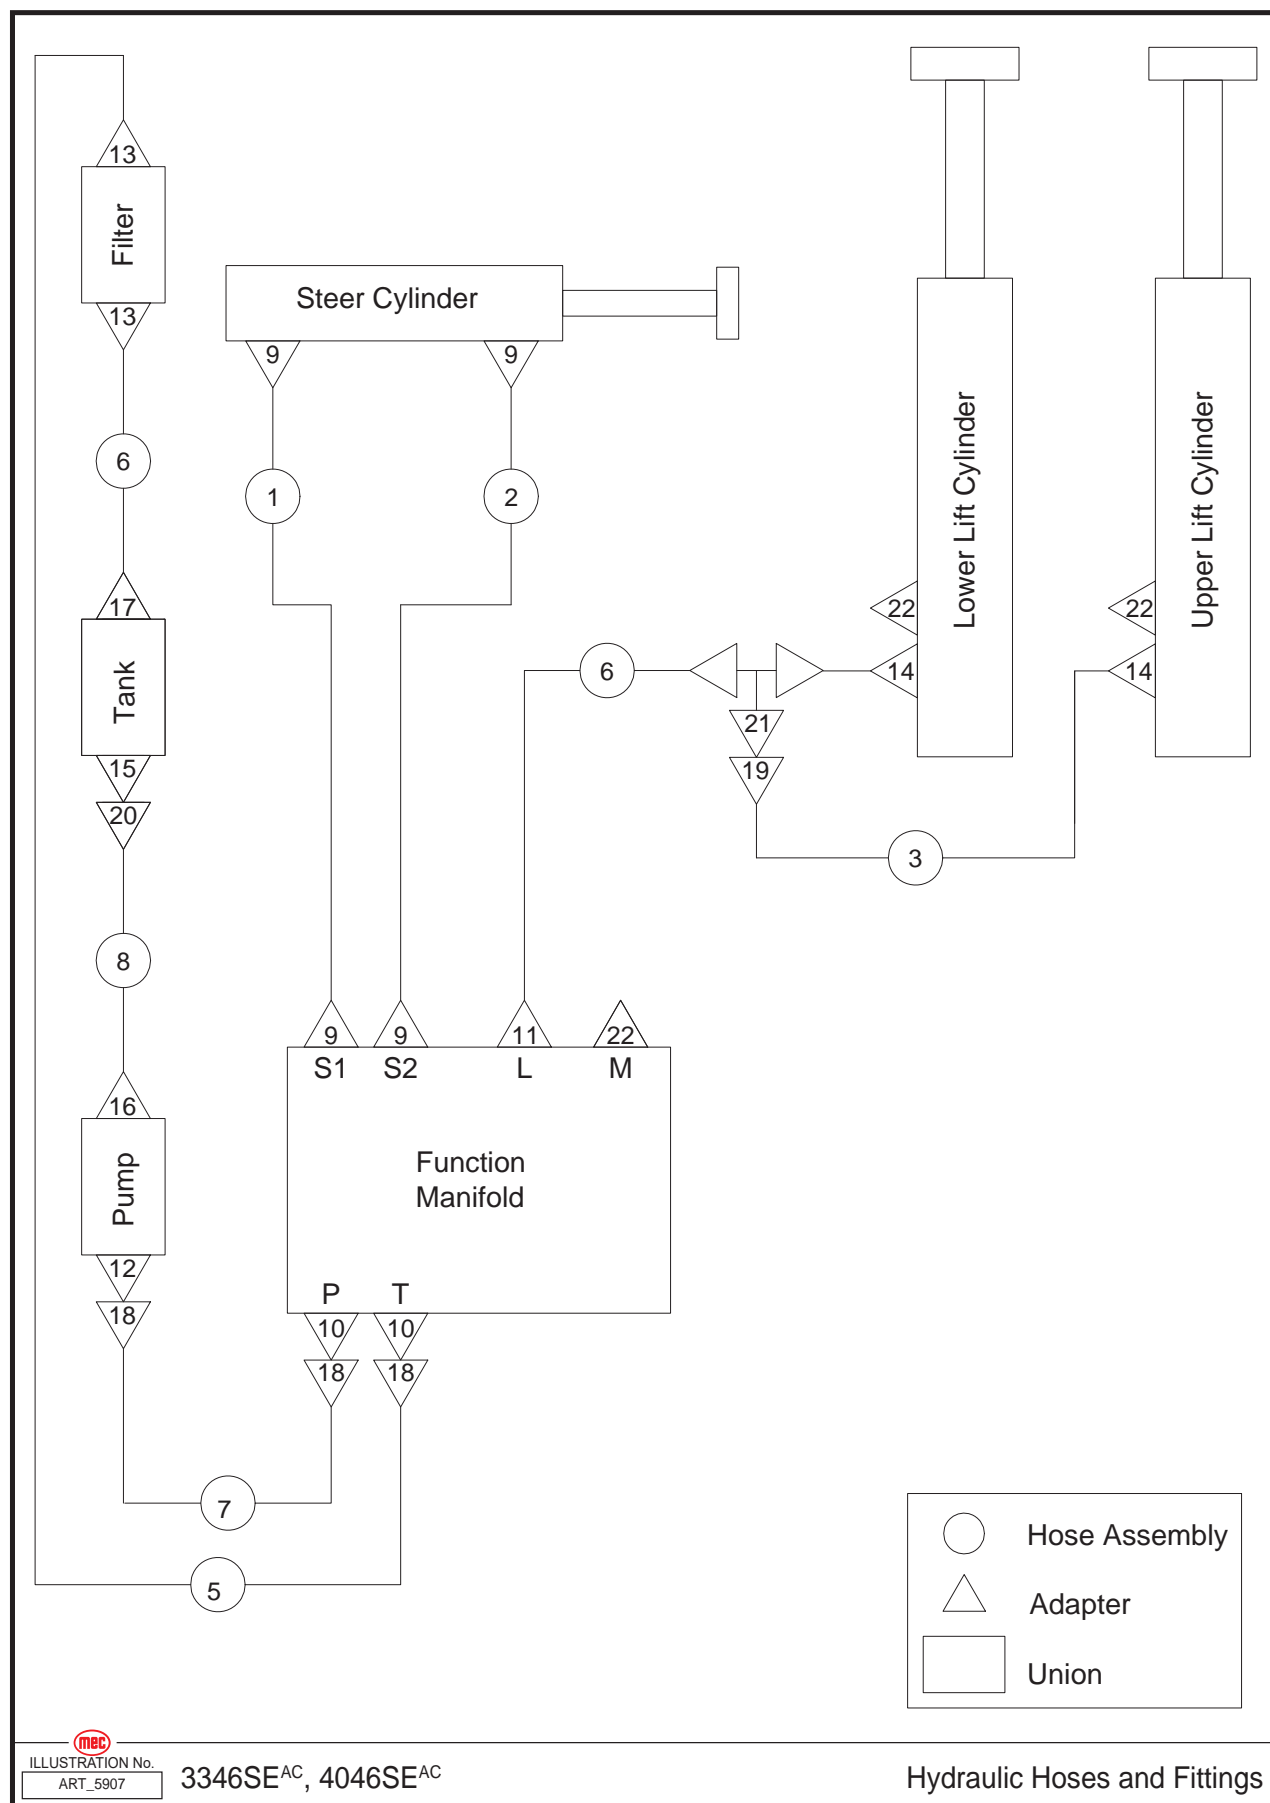 13
Filter
13
Steer Cylinder
9
9
6
1
2
Lower Lift Cylinder
Upper Lift Cylinder
17
Tank
15
20
22
22
6
14
14
21
19
3
8
9
9
11
22
S1
S2
L
M
16
Pump
12
18
Function
Manifold
P
T
10
10
18
18
7
5
Hose Assembly
Adapter
Union
mec
ILLUSTRATION No.
ART_5907
3346SEAC, 4046SEAC
Hydraulic Hoses and Fittings